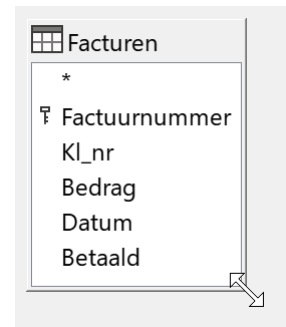 Facturen
*
Factuurnummer
Kl_nr
Bedrag
Datum
Betaald